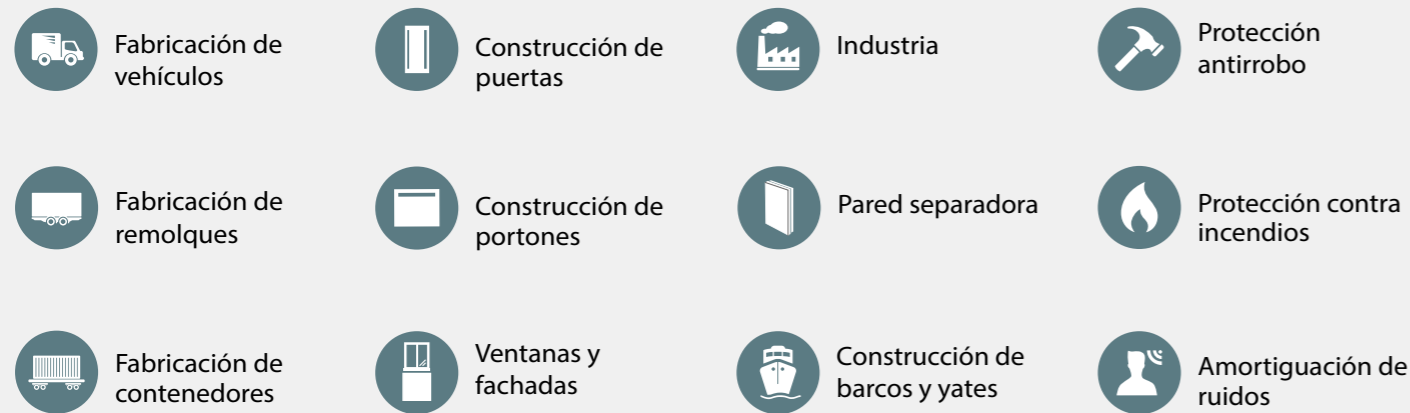 Fabricación de
vehículos
Construcción de
puertas
Industria
Protección
antirrobo
Fabricación de
remolques
Construcción de
portones
Pared separadora
Protección contra
incendios
Fabricación de
contenedores
Ventanas y
fachadas
Construcción de
barcos y yates
Amortiguación de
ruidos